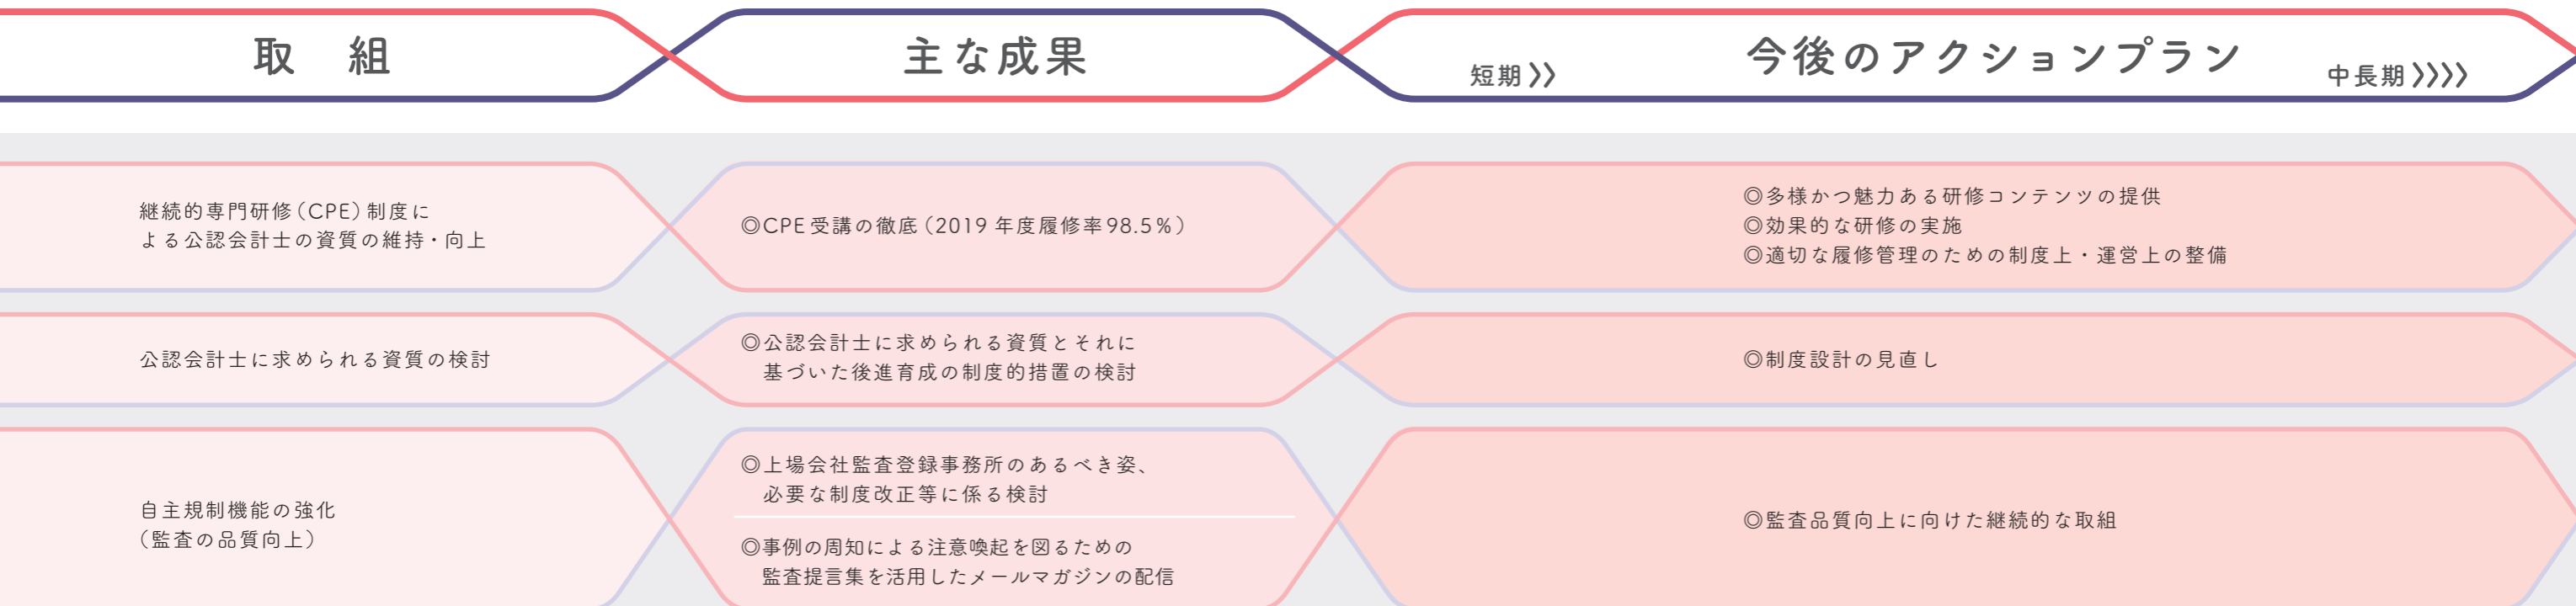 取　組
主な成果
今後のアクションプラン
短期
中長期
継続的専門研修（CPE）制度に
よる公認会計士の資質の維持・向上
◎CPE受講の徹底（2019年度履修率98.5%）
◎多様かつ魅力ある研修コンテンツの提供
◎効果的な研修の実施
◎適切な履修管理のための制度上・運営上の整備
公認会計士に求められる資質の検討
◎公認会計士に求められる資質とそれに
基づいた後進育成の制度的措置の検討
◎制度設計の見直し
自主規制機能の強化
（監査の品質向上）
◎上場会社監査登録事務所のあるべき姿、
必要な制度改正等に係る検討
◎事例の周知による注意喚起を図るための
監査提言集を活用したメールマガジンの配信
◎監査品質向上に向けた継続的な取組